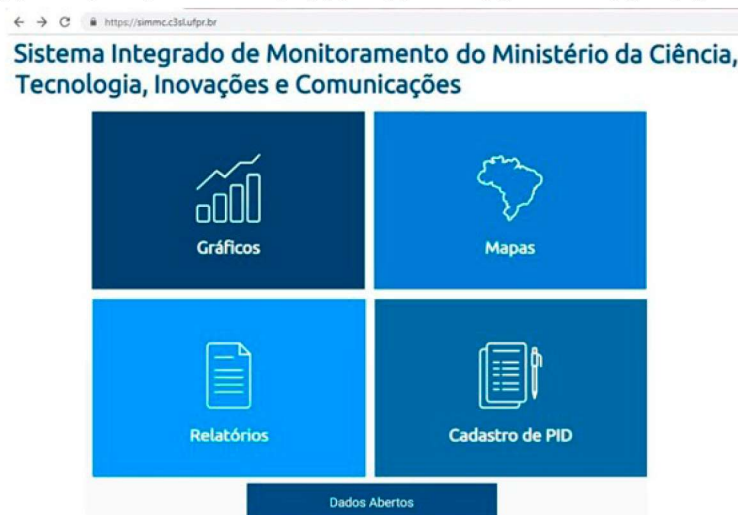 https://simmc.c3sl.ufpr.br
Sistema Integrado de Monitoramento do Ministério da Ciência,
Tecnologia, Inovações e Comunicações
Gráficos
Mapas
Relatórios
Cadastro de PID
Dados Abertos